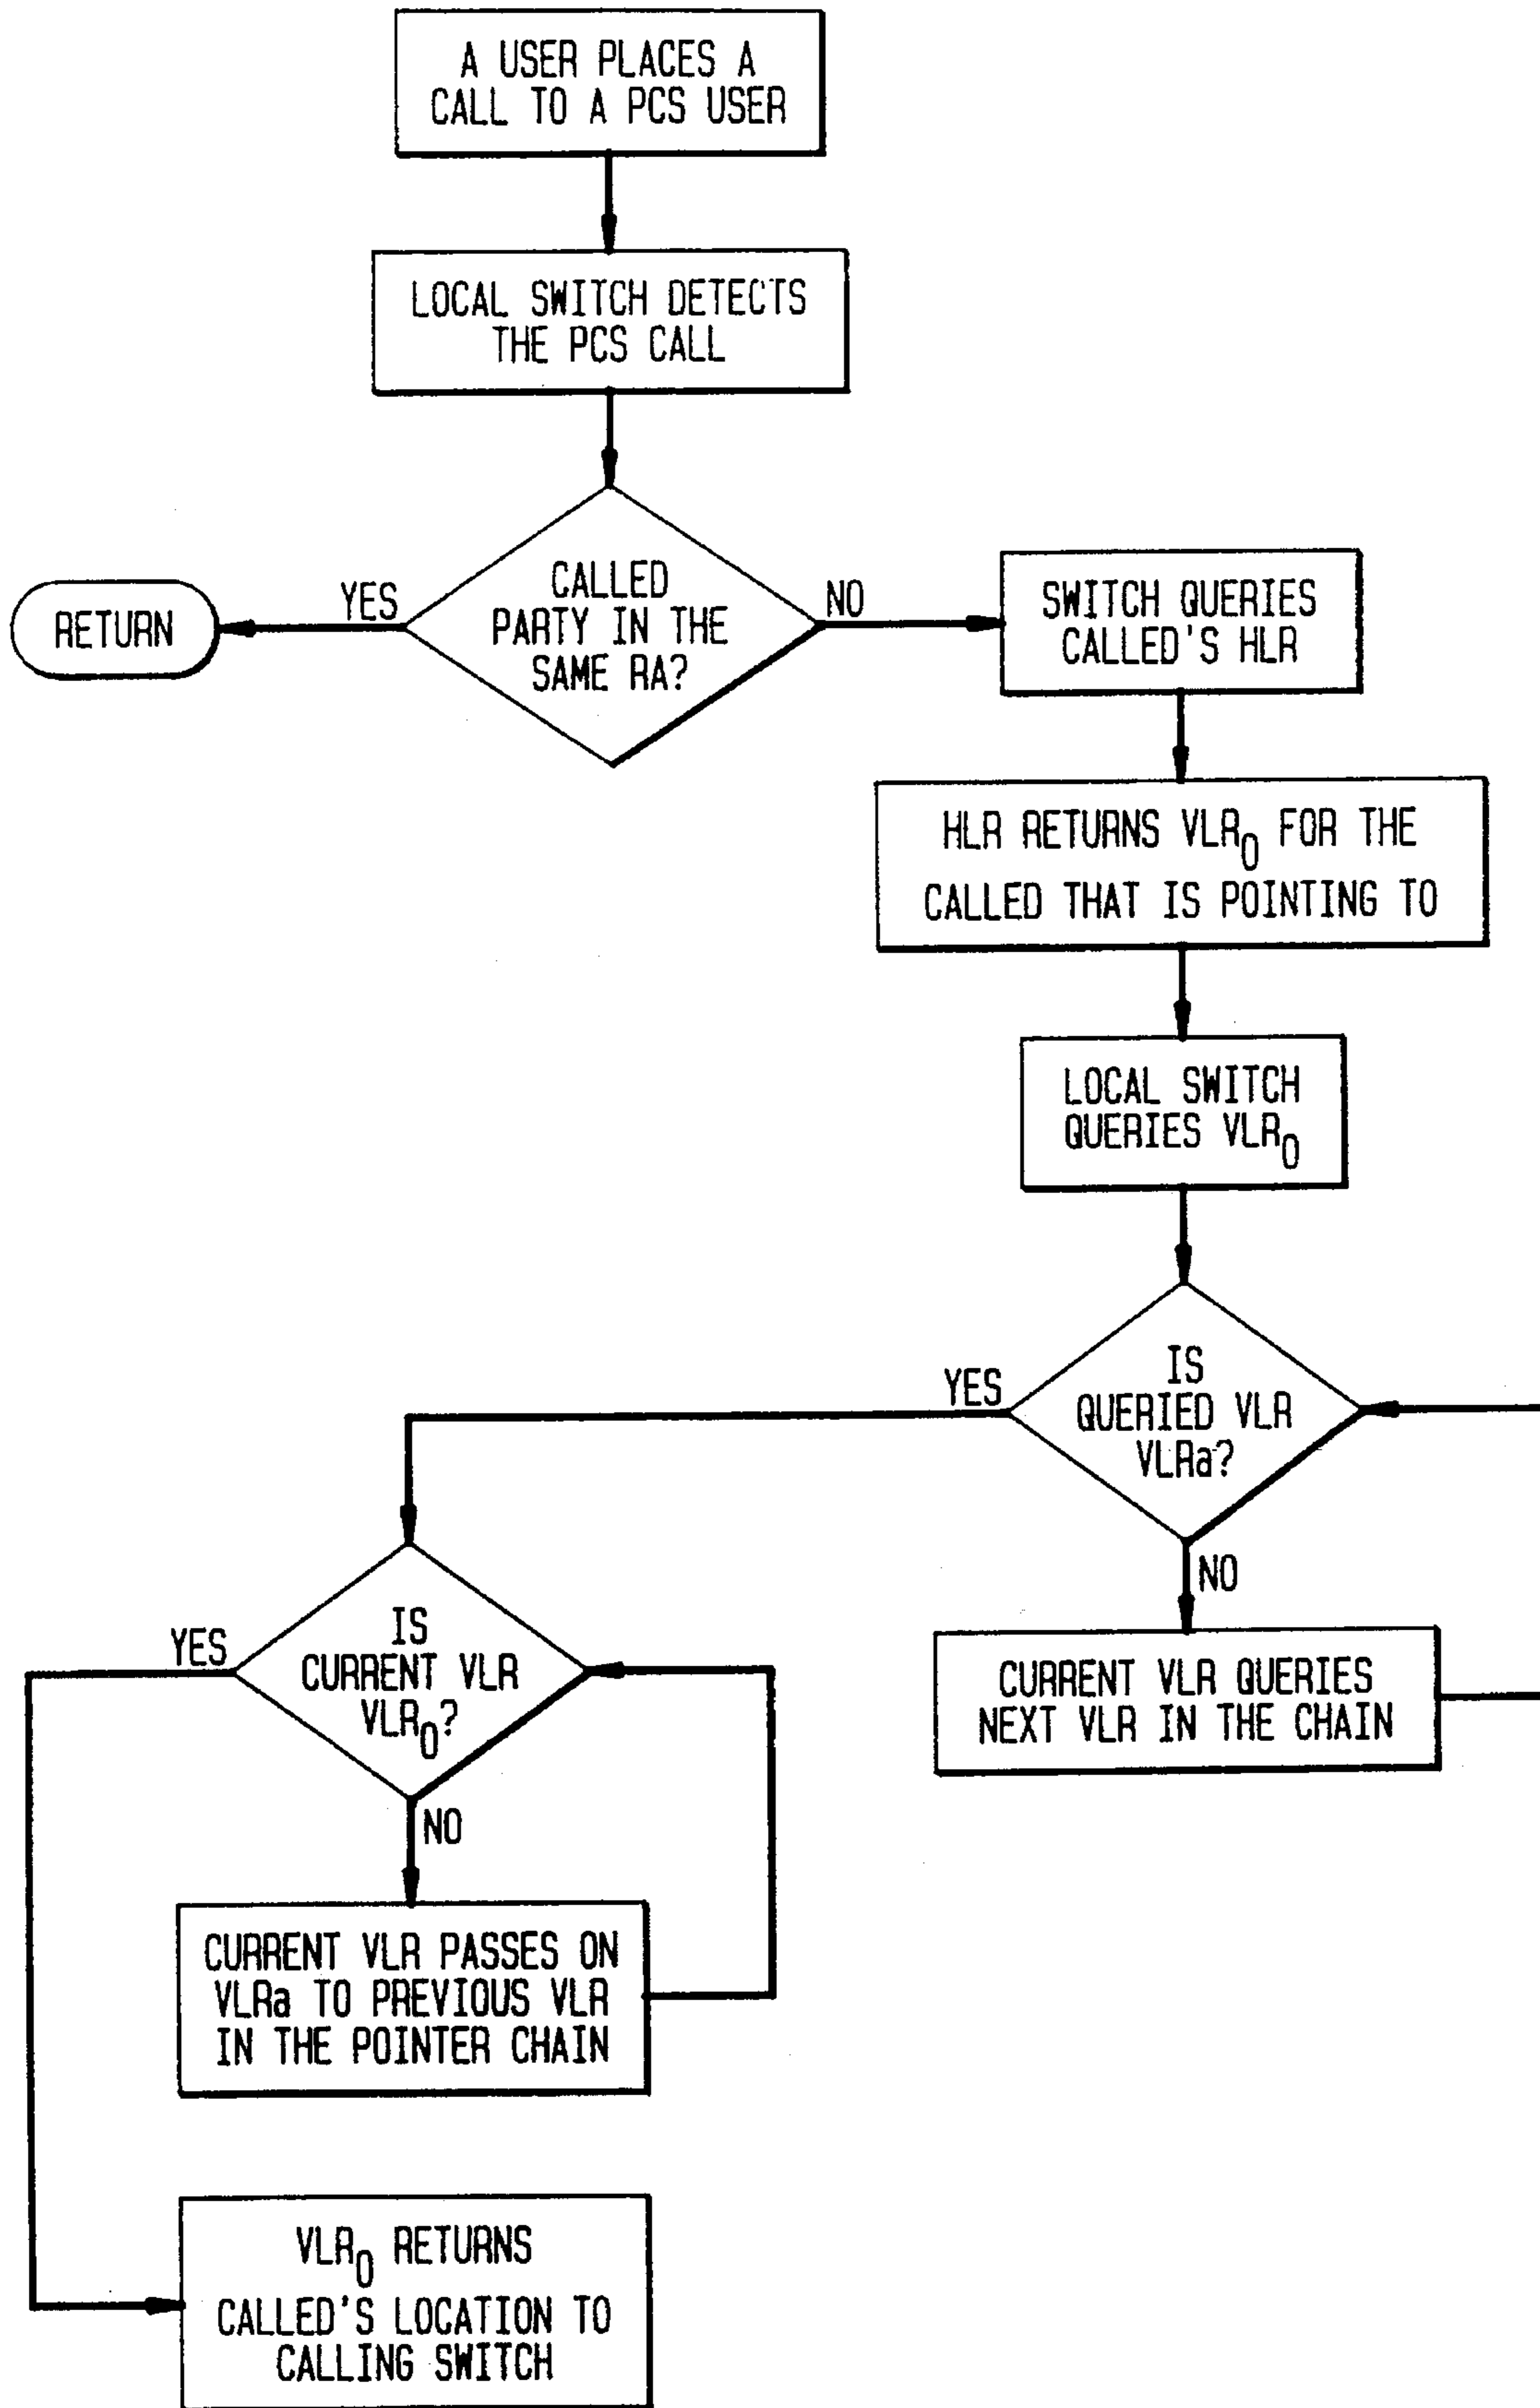 A USER PLACES A
CALL TO A PCS USER
LOCAL SWITCH DETECTS
THE PCS CALL
CALLED
PARTY IN THE
SAME RA?
YES
RETURN
NO
SWITCH QUERIES
CALLED'S HLR
HLR RETURNS VLR₀ FOR THE
CALLED THAT IS POINTING TO
LOCAL SWITCH
QUERIES VLR₀
IS
QUERIED VLR
VLRa?
YES
NO
CURRENT VLR QUERIES
NEXT VLR IN THE CHAIN
IS
CURRENT VLR
VLR₀?
YES
NO
CURRENT VLR PASSES ON
VLRa TO PREVIOUS VLR
IN THE POINTER CHAIN
VLR₀ RETURNS
CALLED'S LOCATION TO
CALLING SWITCH